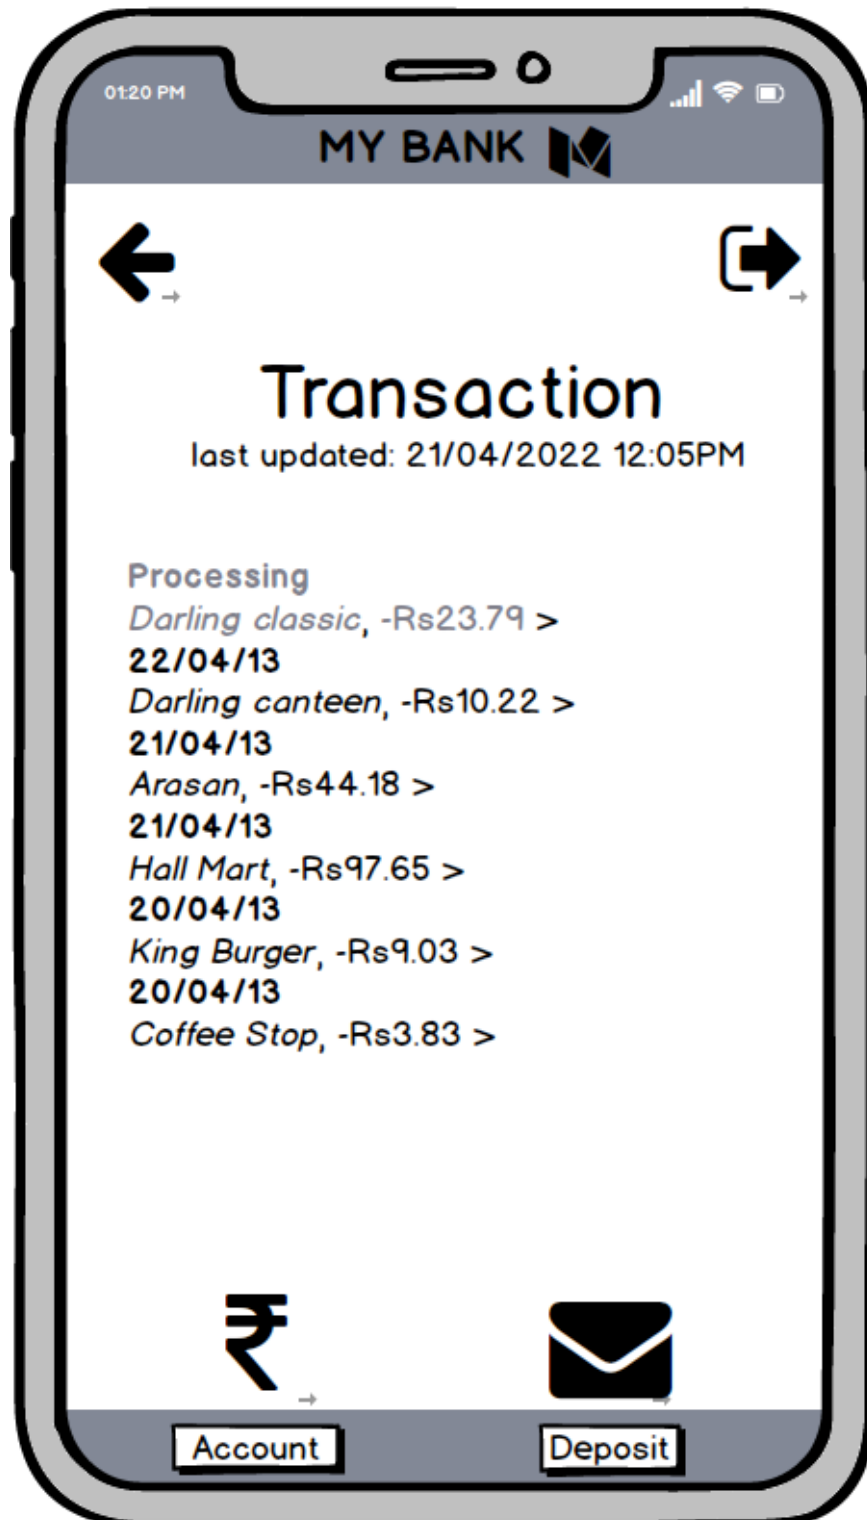 01:20 PM
MY BANK
Transaction
last updated: 21/04/2022 12:05PM
Processing
Darling classic, -Rs23.79 >
22/04/13
Darling canteen, -Rs10.22 >
21/04/13
Arasan, -Rs44.18 >
21/04/13
Hall Mart, -Rs97.65 >
20/04/13
King Burger, -Rs9.03 >
20/04/13
Coffee Stop, -Rs3.83 >
₹
Account
Deposit